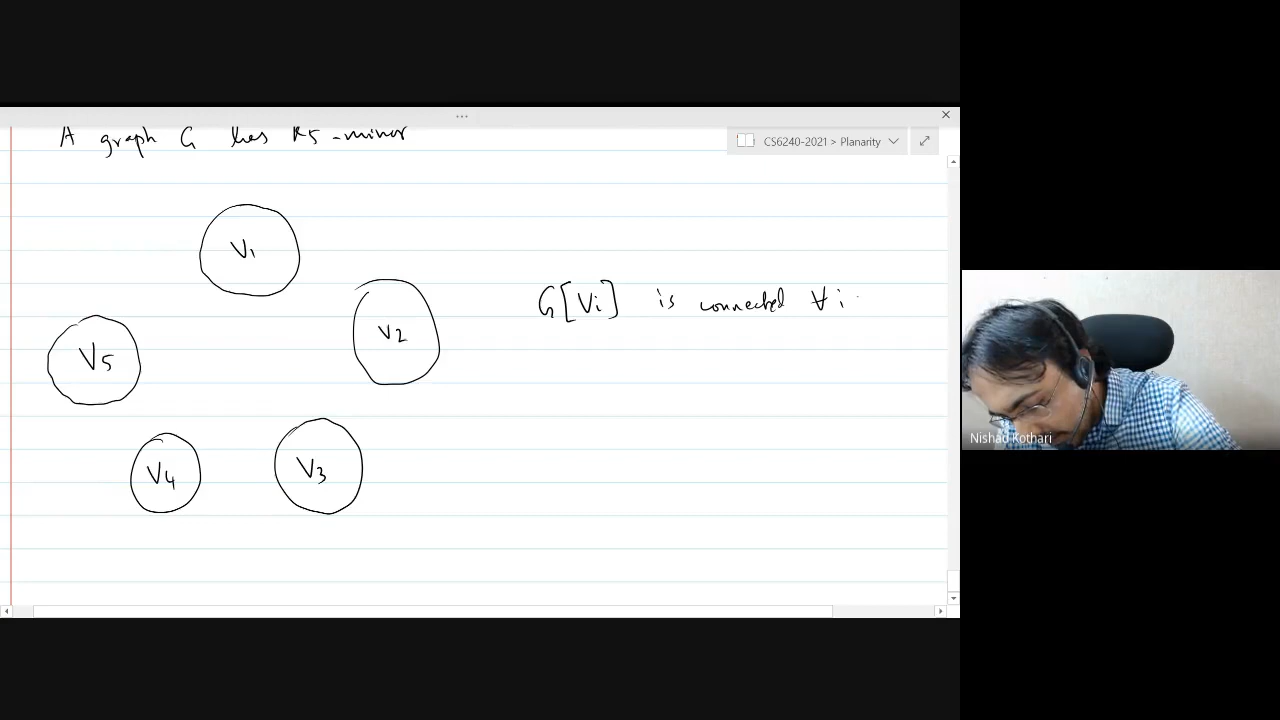 A graph G has K5-minor
CS6240-2021 > Planarity
V1
G[Vi] is connected ∀i
V2
V5
V4
V3
Nishad Kothari